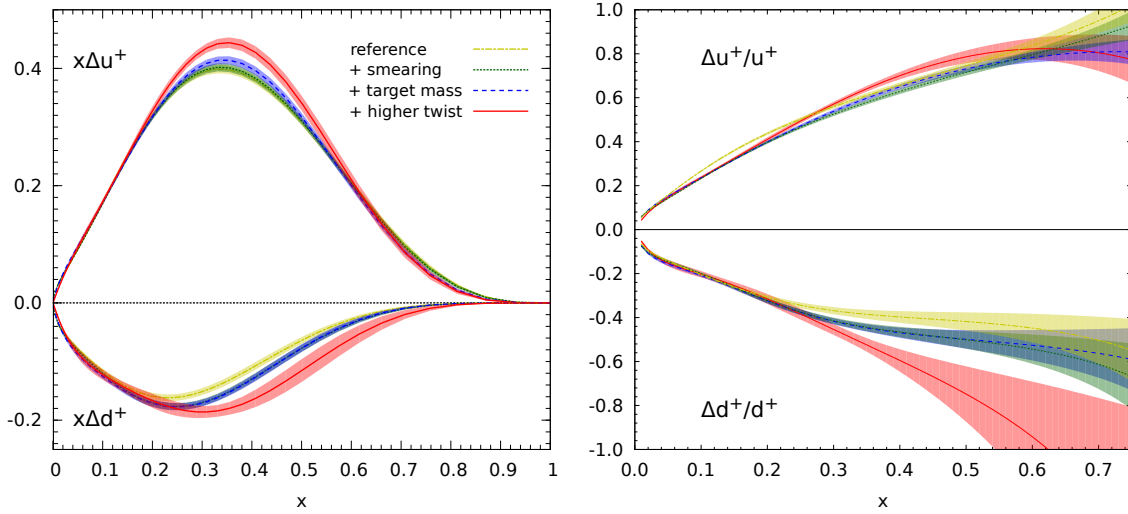 0.4
0.2
0.0
-0.2
xΔu⁺
reference
+ smearing
+ target mass
+ higher twist
xΔd⁺
0 0.1 0.2 0.3 0.4 0.5 0.6 0.7 0.8 0.9 1
x
1.0
0.8
0.6
0.4
0.2
0.0
-0.2
-0.4
-0.6
-0.8
-1.0
Δu⁺/u⁺
Δd⁺/d⁺
0.0 0.1 0.2 0.3 0.4 0.5 0.6 0.7
x